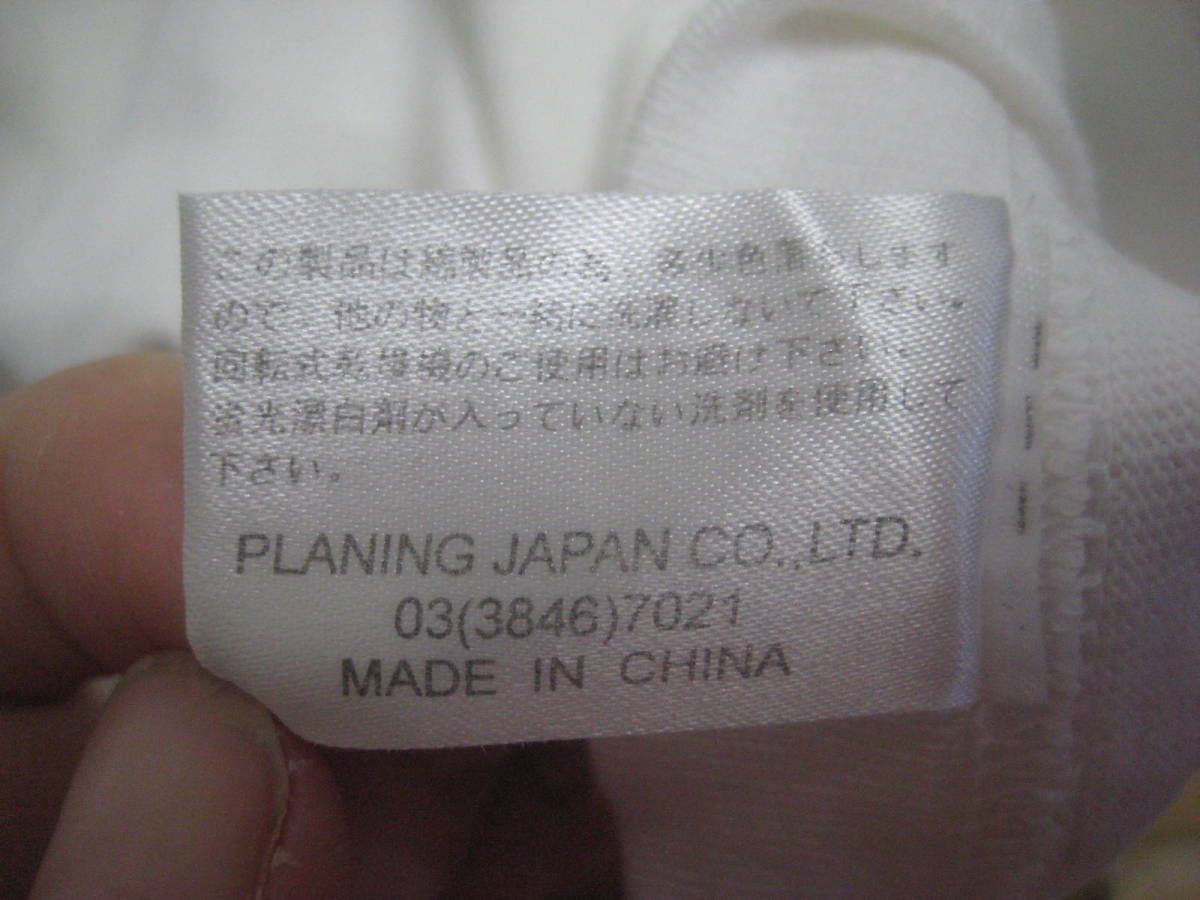 この製品は綿製品の為、多少色落ちします
ので、他の物と一緒に洗濯しないで下さい。
回転式乾燥機のご使用はお避け下さい。
蛍光漂白剤が入っていない洗剤を使用して
下さい。
PLANING JAPAN CO.,LTD.
03(3846)7021
MADE IN CHINA